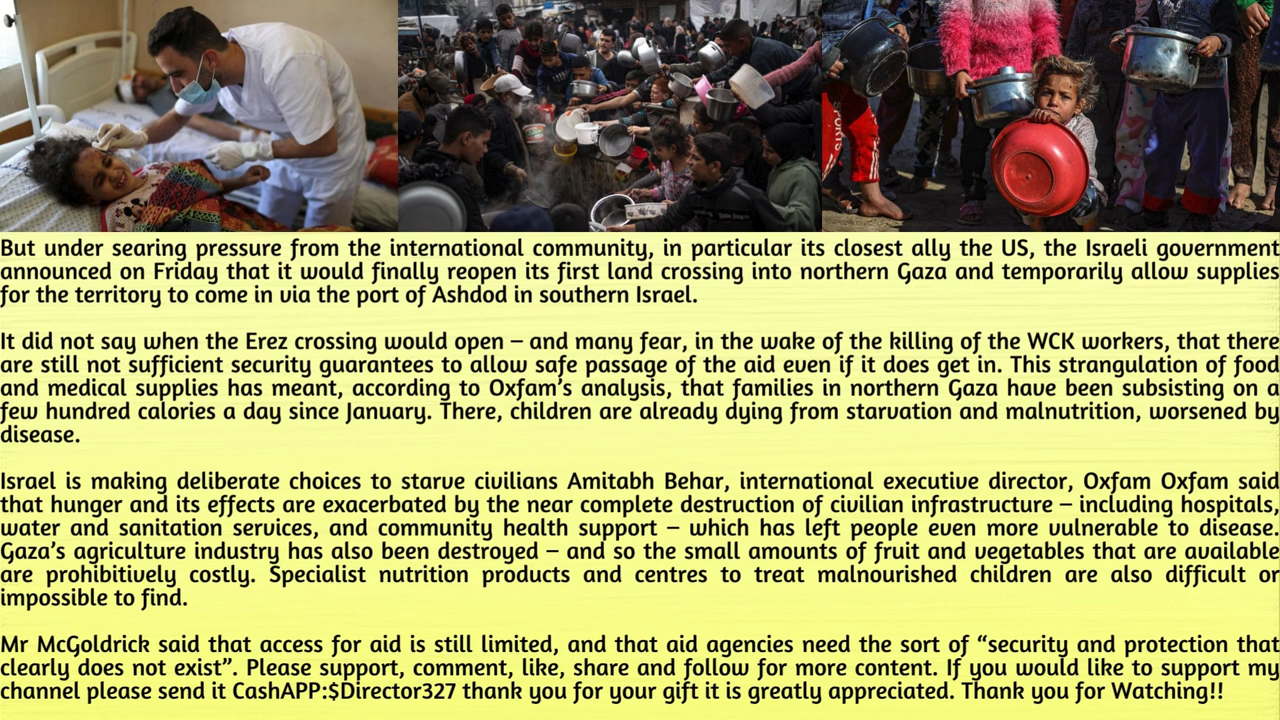 But under searing pressure from the international community, in particular its closest ally the US, the Israeli government
announced on Friday that it would finally reopen its first land crossing into northern Gaza and temporarily allow supplies
for the territory to come in via the port of Ashdod in southern Israel.
It did not say when the Erez crossing would open – and many fear, in the wake of the killing of the WCK workers, that there
are still not sufficient security guarantees to allow safe passage of the aid even if it does get in. This strangulation of food
and medical supplies has meant, according to Oxfam’s analysis, that families in northern Gaza have been subsisting on a
few hundred calories a day since January. There, children are already dying from starvation and malnutrition, worsened by
disease.
Israel is making deliberate choices to starve civilians Amitabh Behar, international executive director, Oxfam Oxfam said
that hunger and its effects are exacerbated by the near complete destruction of civilian infrastructure – including hospitals,
water and sanitation services, and community health support – which has left people even more vulnerable to disease.
Gaza’s agriculture industry has also been destroyed – and so the small amounts of fruit and vegetables that are available
are prohibitively costly. Specialist nutrition products and centres to treat malnourished children are also difficult or
impossible to find.
Mr McGoldrick said that access for aid is still limited, and that aid agencies need the sort of “security and protection that
clearly does not exist”. Please support, comment, like, share and follow for more content. If you would like to support my
channel please send it CashAPP:$Director327 thank you for your gift it is greatly appreciated. Thank you for Watching!!